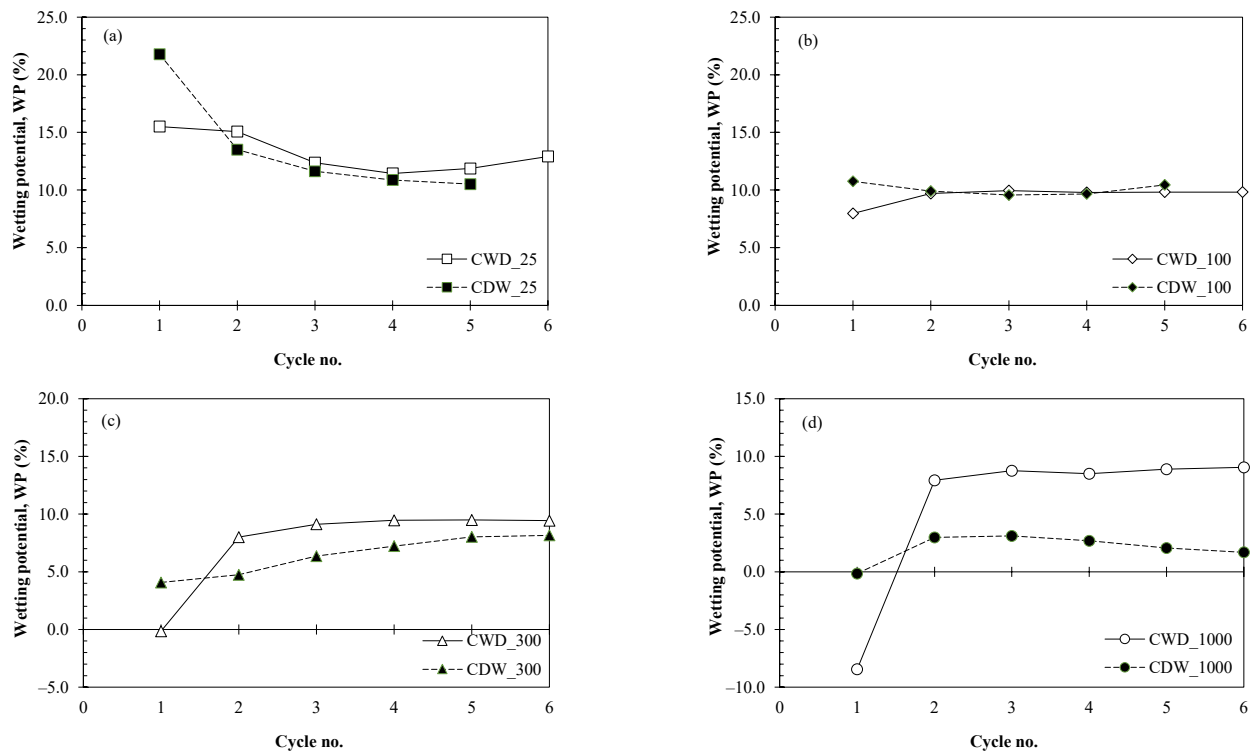 (a)
Wetting potential, WP (%)
25.0
20.0
15.0
10.0
5.0
0.0
CWD_25
CDW_25
0 1 2 3 4 5 6
Cycle no.
(b)
Wetting potential, WP (%)
25.0
20.0
15.0
10.0
5.0
0.0
CWD_100
CDW_100
0 1 2 3 4 5 6
Cycle no.
(c)
Wetting potential, WP (%)
20.0
15.0
10.0
5.0
0.0
–5.0
CWD_300
CDW_300
0 1 2 3 4 5 6
Cycle no.
(d)
Wetting potential, WP (%)
15.0
10.0
5.0
0.0
–5.0
–10.0
CWD_1000
CDW_1000
0 1 2 3 4 5 6
Cycle no.